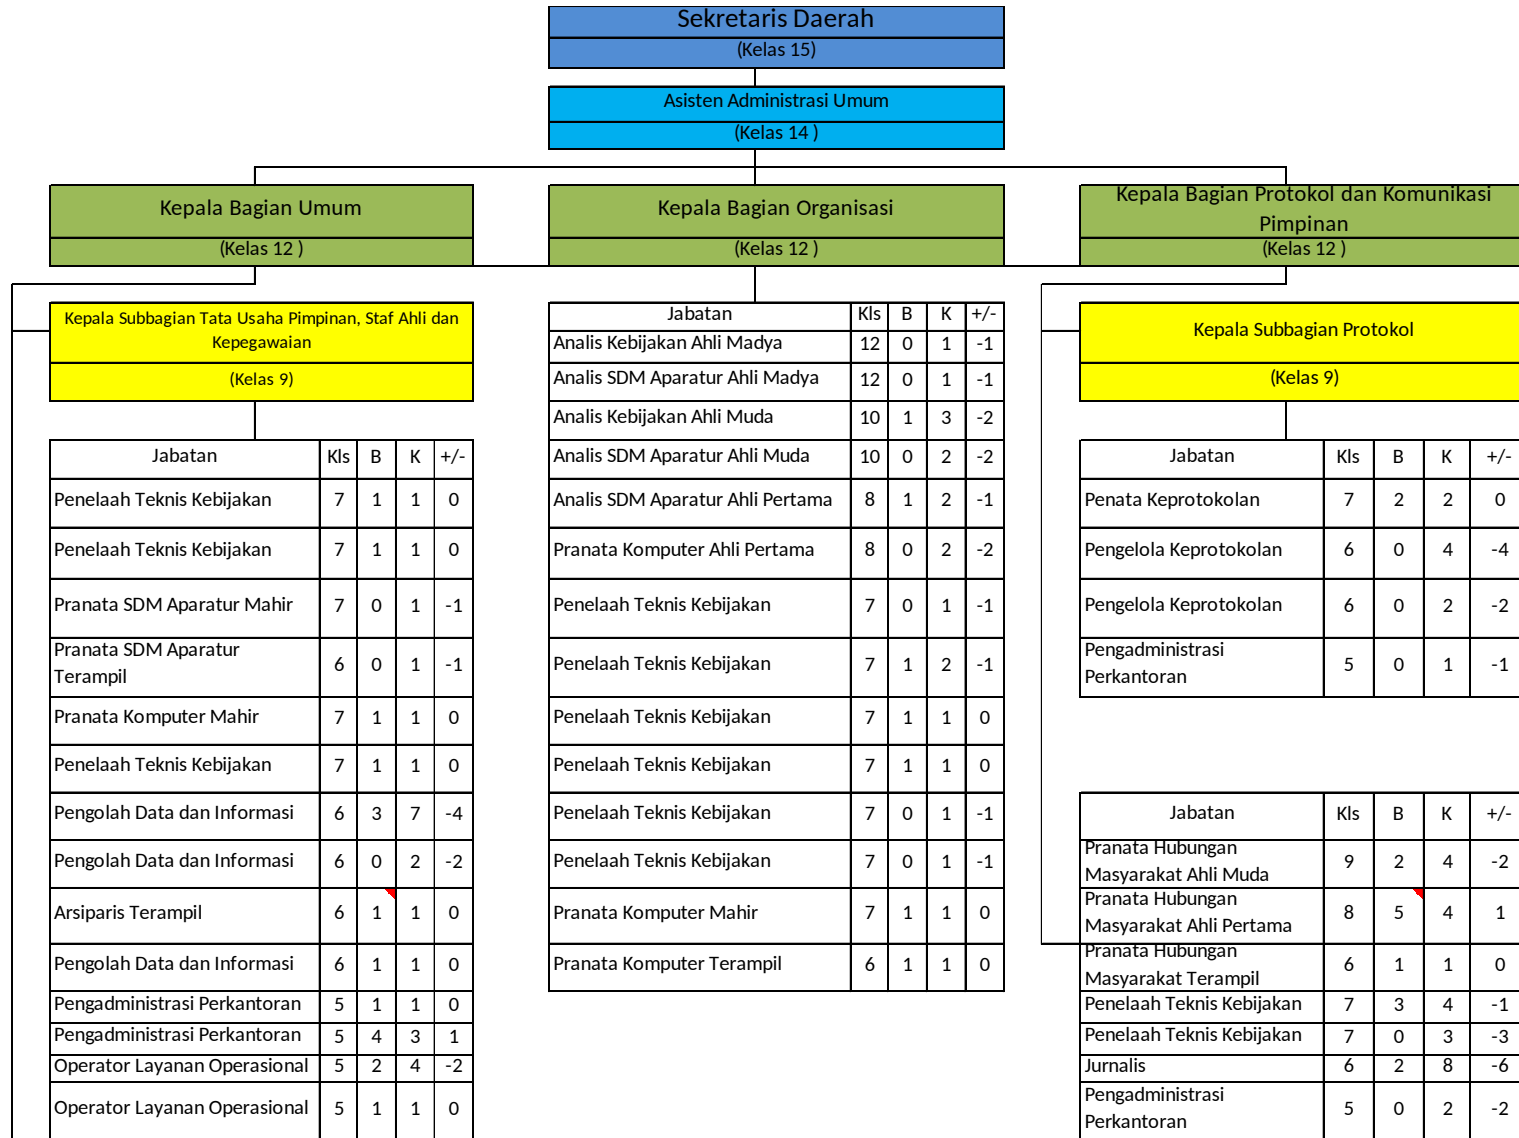 Sekretaris Daerah
(Kelas 15)
Asisten Administrasi Umum
(Kelas 14 )
Kepala Bagian Umum
(Kelas 12 )
Kepala Subbagian Tata Usaha Pimpinan, Staf Ahli dan
Kepegawaian
(Kelas 9)
Jabatan Kls B K +/-
Penelaah Teknis Kebijakan 7 1 1 0
Penelaah Teknis Kebijakan 7 1 1 0
Pranata SDM Aparatur Mahir 7 0 1 -1
Pranata SDM Aparatur
Terampil 6 0 1 -1
Pranata Komputer Mahir 7 1 1 0
Penelaah Teknis Kebijakan 7 1 1 0
Pengolah Data dan Informasi 6 3 7 -4
Pengolah Data dan Informasi 6 0 2 -2
Arsiparis Terampil 6 1 1 0
Pengolah Data dan Informasi 6 1 1 0
Pengadministrasi Perkantoran 5 1 1 0
Pengadministrasi Perkantoran 5 4 3 1
Operator Layanan Operasional 5 2 4 -2
Operator Layanan Operasional 5 1 1 0
Kepala Bagian Organisasi
(Kelas 12 )
Jabatan Kls B K +/-
Analis Kebijakan Ahli Madya 12 0 1 -1
Analis SDM Aparatur Ahli Madya 12 0 1 -1
Analis Kebijakan Ahli Muda 10 1 3 -2
Analis SDM Aparatur Ahli Muda 10 0 2 -2
Analis SDM Aparatur Ahli Pertama 8 1 2 -1
Pranata Komputer Ahli Pertama 8 0 2 -2
Penelaah Teknis Kebijakan 7 0 1 -1
Penelaah Teknis Kebijakan 7 1 2 -1
Penelaah Teknis Kebijakan 7 1 1 0
Penelaah Teknis Kebijakan 7 1 1 0
Penelaah Teknis Kebijakan 7 0 1 -1
Penelaah Teknis Kebijakan 7 0 1 -1
Pranata Komputer Mahir 7 1 1 0
Pranata Komputer Terampil 6 1 1 0
Kepala Bagian Protokol dan Komunikasi
Pimpinan
(Kelas 12 )
Kepala Subbagian Protokol
(Kelas 9)
Jabatan Kls B K +/-
Penata Keprotokolan 7 2 2 0
Pengelola Keprotokolan 6 0 4 -4
Pengelola Keprotokolan 6 0 2 -2
Pengadministrasi
Perkantoran 5 0 1 -1
Jabatan Kls B K +/-
Pranata Hubungan
Masyarakat Ahli Muda 9 2 4 -2
Pranata Hubungan
Masyarakat Ahli Pertama 8 5 4 1
Pranata Hubungan
Masyarakat Terampil 6 1 1 0
Penelaah Teknis Kebijakan 7 3 4 -1
Penelaah Teknis Kebijakan 7 0 3 -3
Jurnalis 6 2 8 -6
Pengadministrasi
Perkantoran 5 0 2 -2